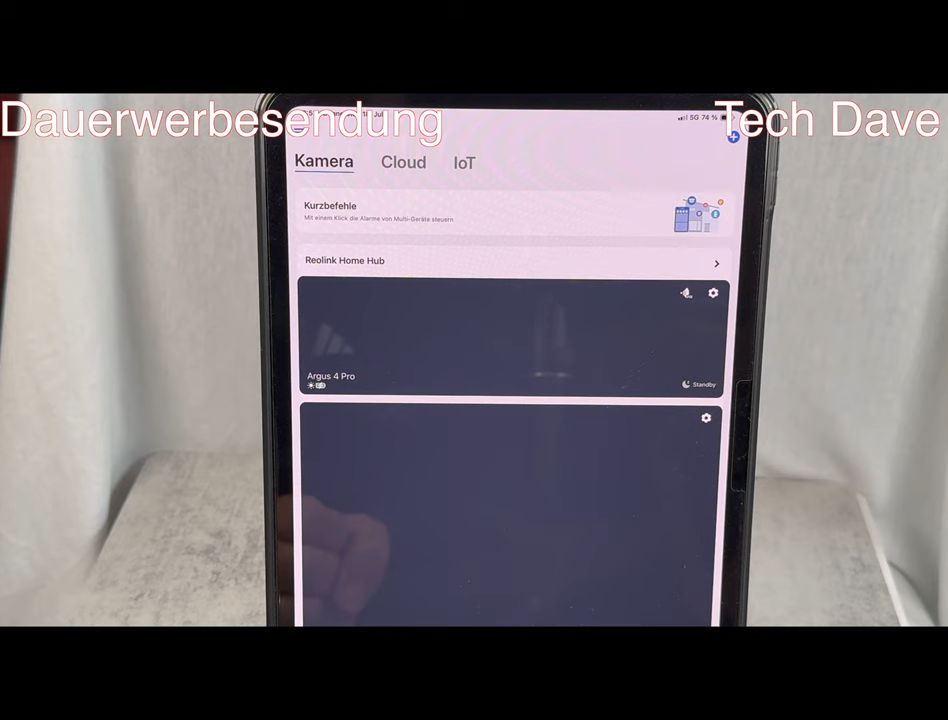 Dauerwerbesendung
Tech Dave
5G 74 %
Kamera
Cloud
IoT
Kurzbefehle
Mit einem Klick die Alarme von Multi-Geräte steuern
Reolink Home Hub
Argus 4 Pro
Standby